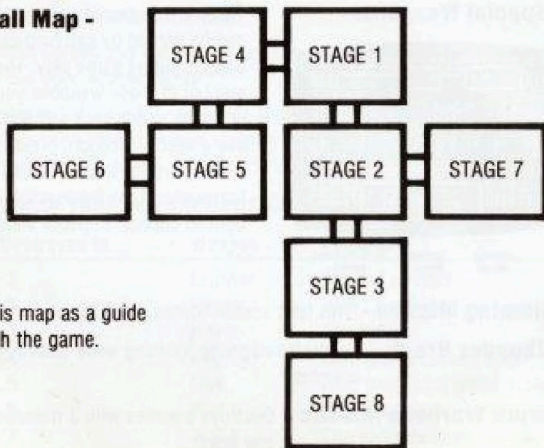 all Map -
STAGE 4
STAGE 1
STAGE 6
STAGE 5
STAGE 2
STAGE 7
STAGE 3
is map as a guide
h the game.
STAGE 8